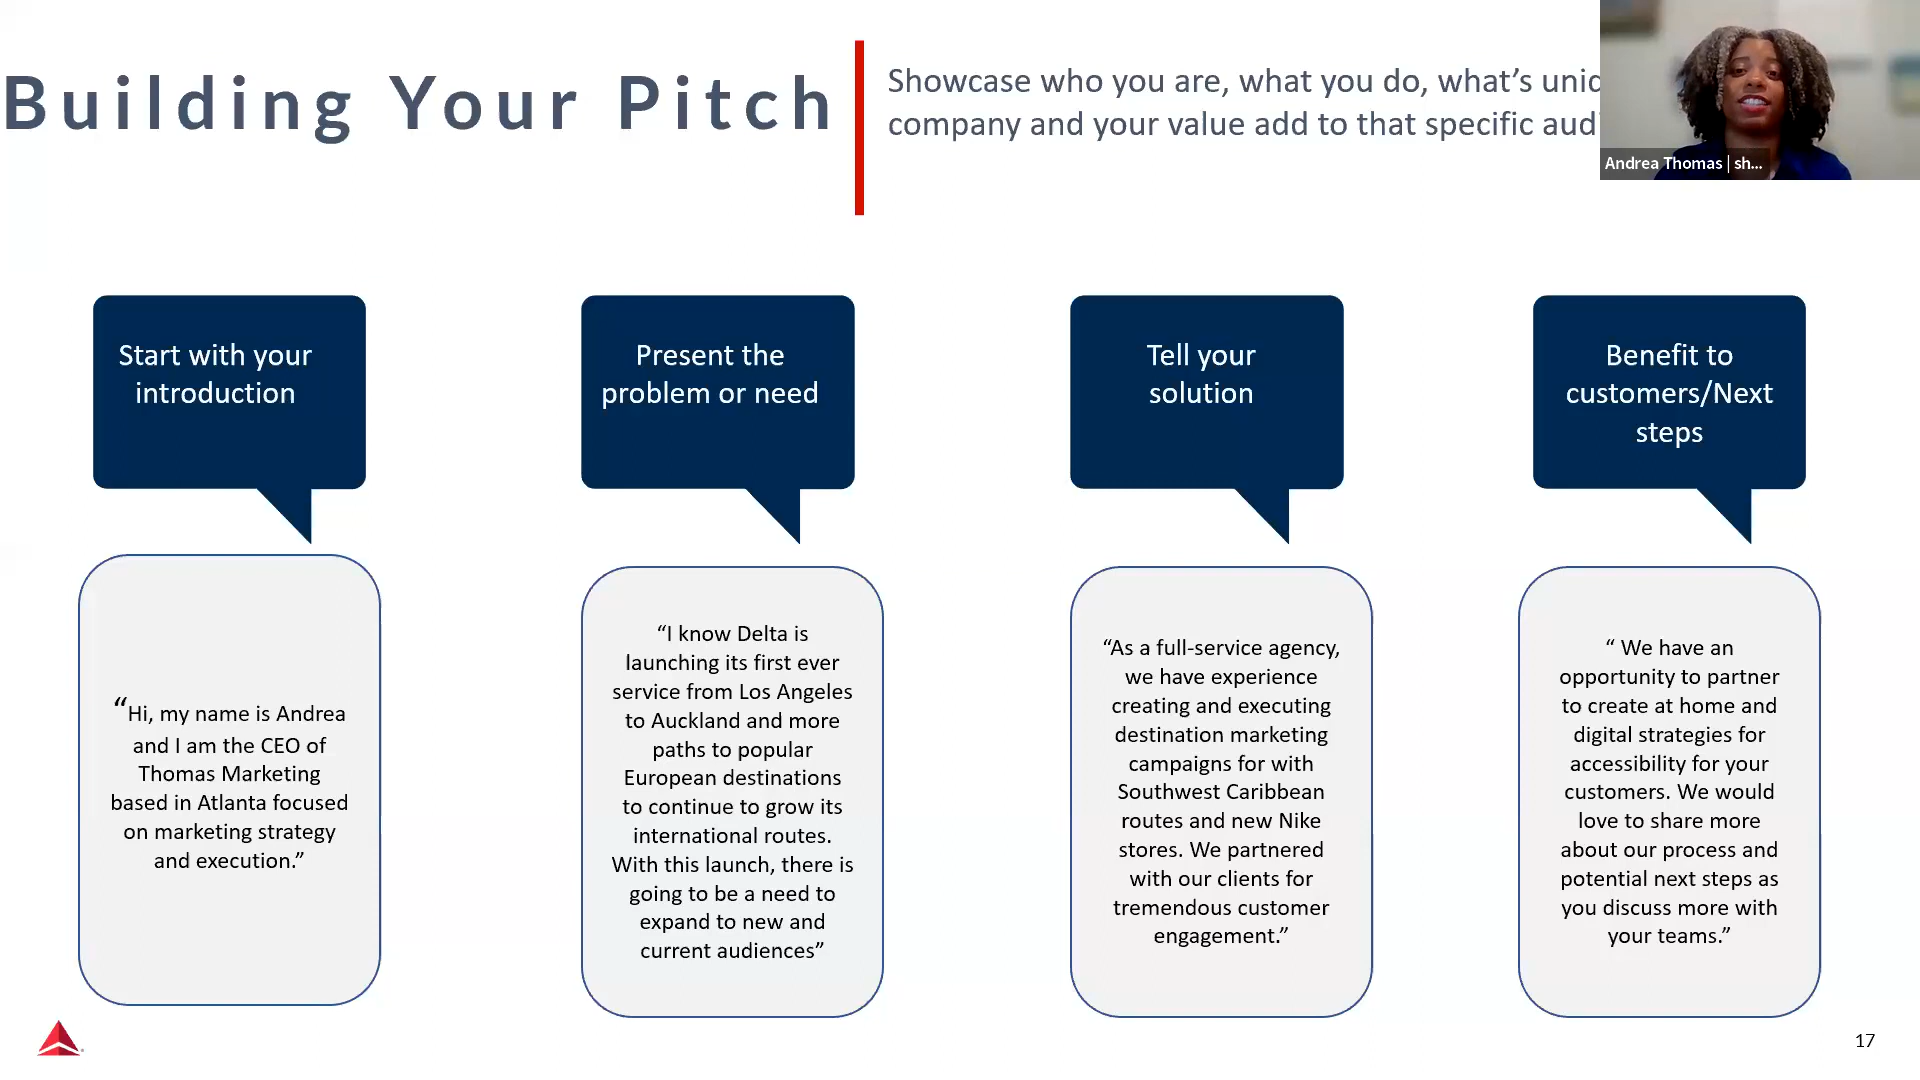 Building Your Pitch
Showcase who you are, what you do, what's
company and your value add to that specific
Andrea Thomas | sh...
Start with your
introduction
Present the
problem or need
Tell your
solution
Benefit to
customers/Next
steps
“Hi, my name is Andrea
and I am the CEO of
Thomas Marketing
based in Atlanta focused
on marketing strategy
and execution.”
“I know Delta is
launching its first ever
service from Los Angeles
to Auckland and more
paths to popular
European destinations
to continue to grow its
international routes.
With this launch, there is
going to be a need to
expand to new and
current audiences”
“As a full-service agency,
we have experience
creating and executing
destination marketing
campaigns for with
Southwest Caribbean
routes and new Nike
stores. We partnered
with our clients for
tremendous customer
engagement.”
“ We have an
opportunity to partner
to create at home and
digital strategies for
accessibility for your
customers. We would
love to share more
about our process and
potential next steps as
you discuss more with
your teams.”
17